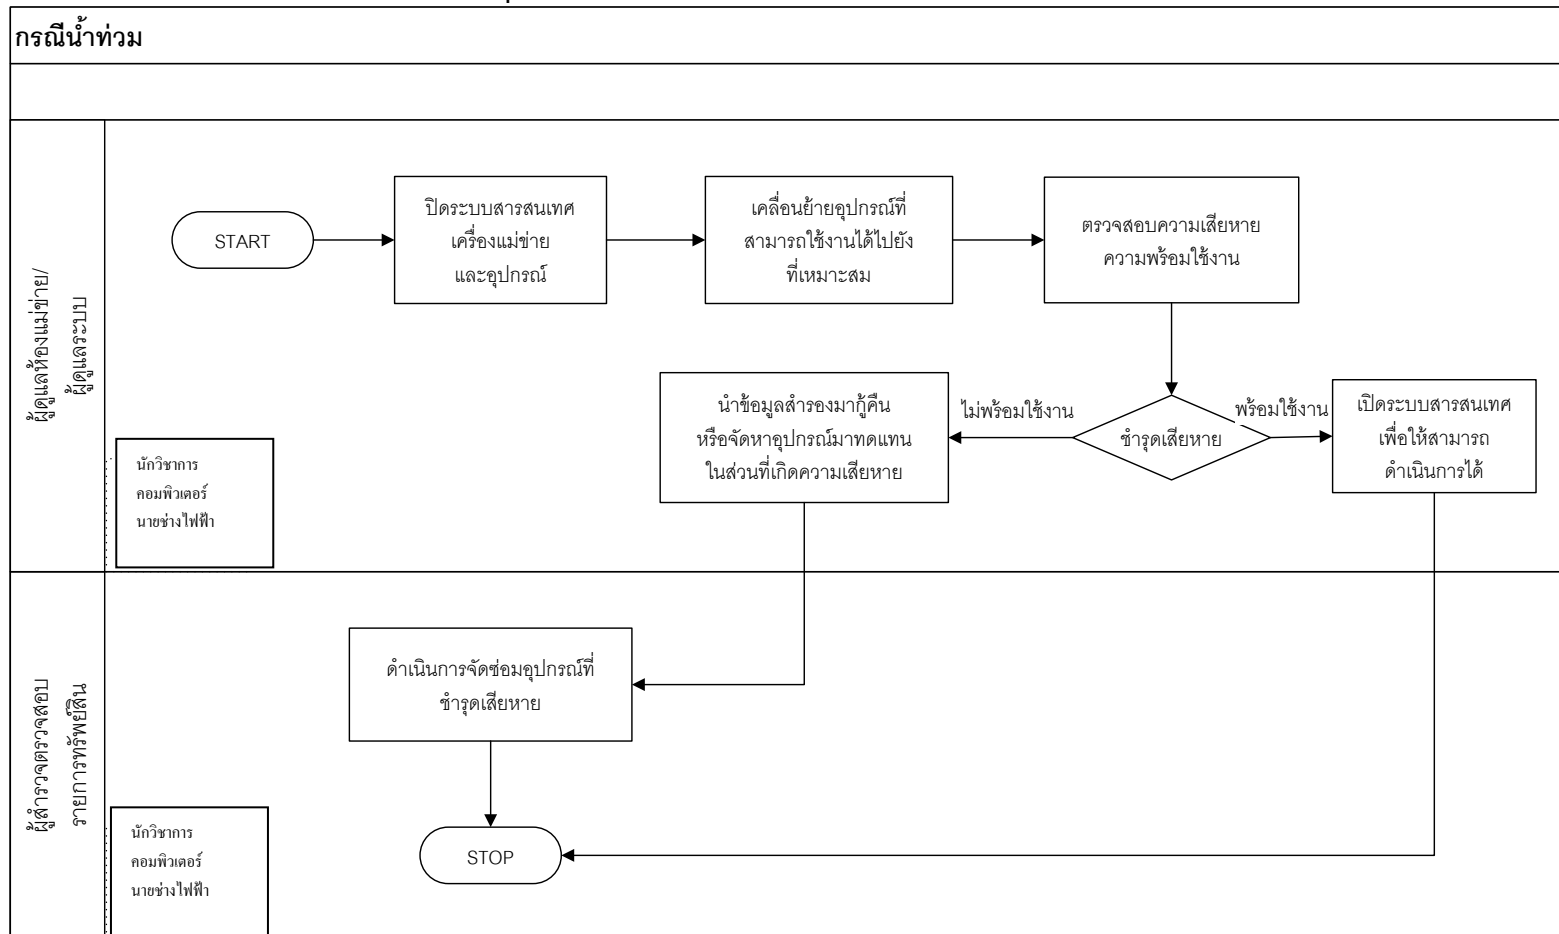 กรณีน้ำท่วม
ผู้ดูแลห้องแม่ข่าย/
ผู้ดูแลระบบ
START
ปิดระบบสารสนเทศ
เครื่องแม่ข่าย
และอุปกรณ์
เคลื่อนย้ายอุปกรณ์ที่
สามารถใช้งานได้ไปยัง
ที่เหมาะสม
ตรวจสอบความเสียหาย
ความพร้อมใช้งาน
นำข้อมูลสำรองมากู้คืน
หรือจัดหาอุปกรณ์มาทดแทน
ในส่วนที่เกิดความเสียหาย
ไม่พร้อมใช้งาน
ชำรุดเสียหาย
พร้อมใช้งาน
เปิดระบบสารสนเทศ
เพื่อให้สามารถ
ดำเนินการได้
นักวิชาการ
คอมพิวเตอร์
นายช่างไฟฟ้า
ผู้สำรวจตรวจสอบ
รายการทรัพย์สิน
ดำเนินการจัดซ่อมอุปกรณ์ที่
ชำรุดเสียหาย
STOP
นักวิชาการ
คอมพิวเตอร์
นายช่างไฟฟ้า